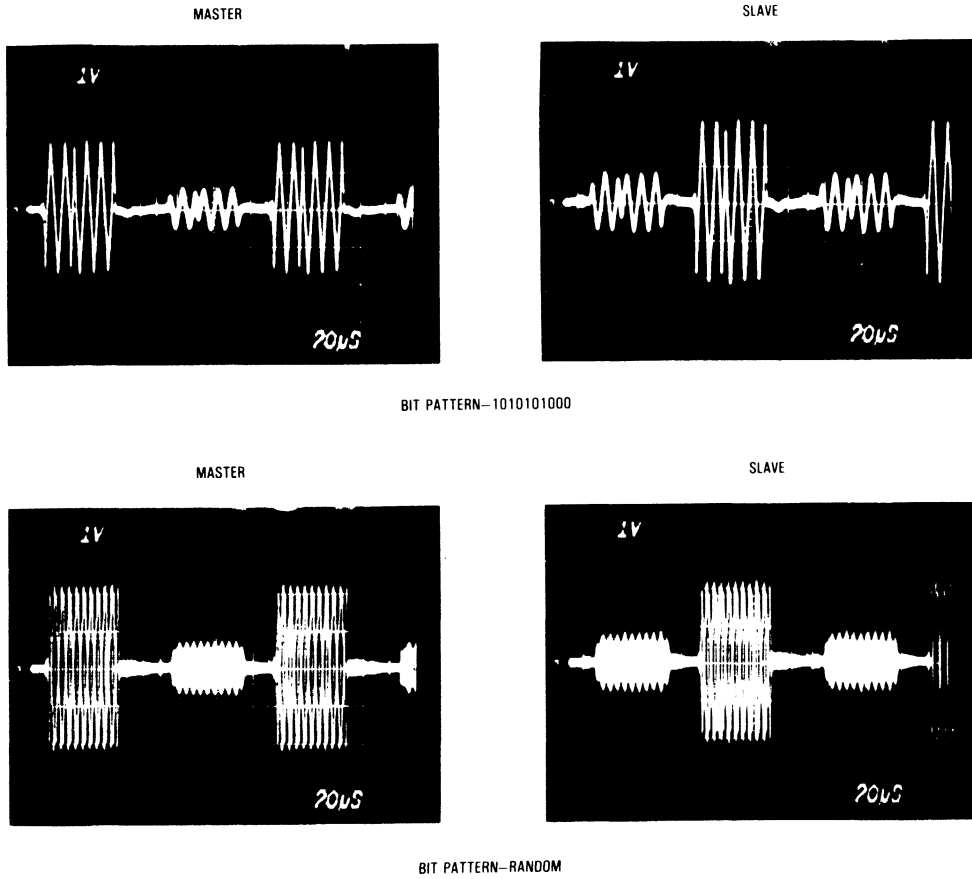 MASTER
SLAVE
1V
1V
20µS
20µS
BIT PATTERN–1010101000
MASTER
SLAVE
1V
1V
20µS
20µS
BIT PATTERN–RANDOM